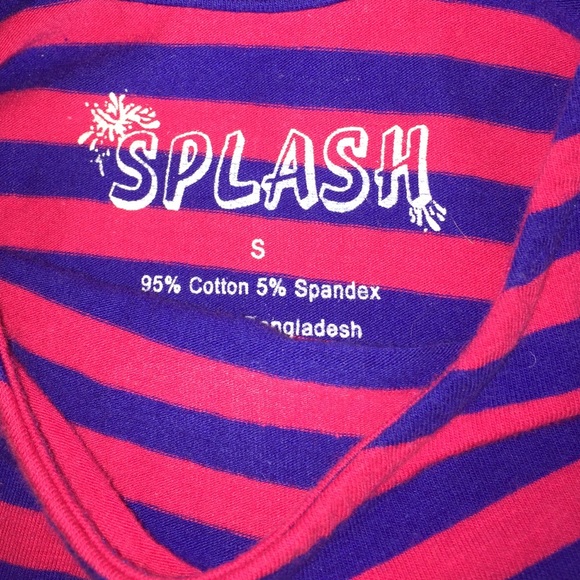 SPLASH
S
95% Cotton 5% Spandex
Bangladesh